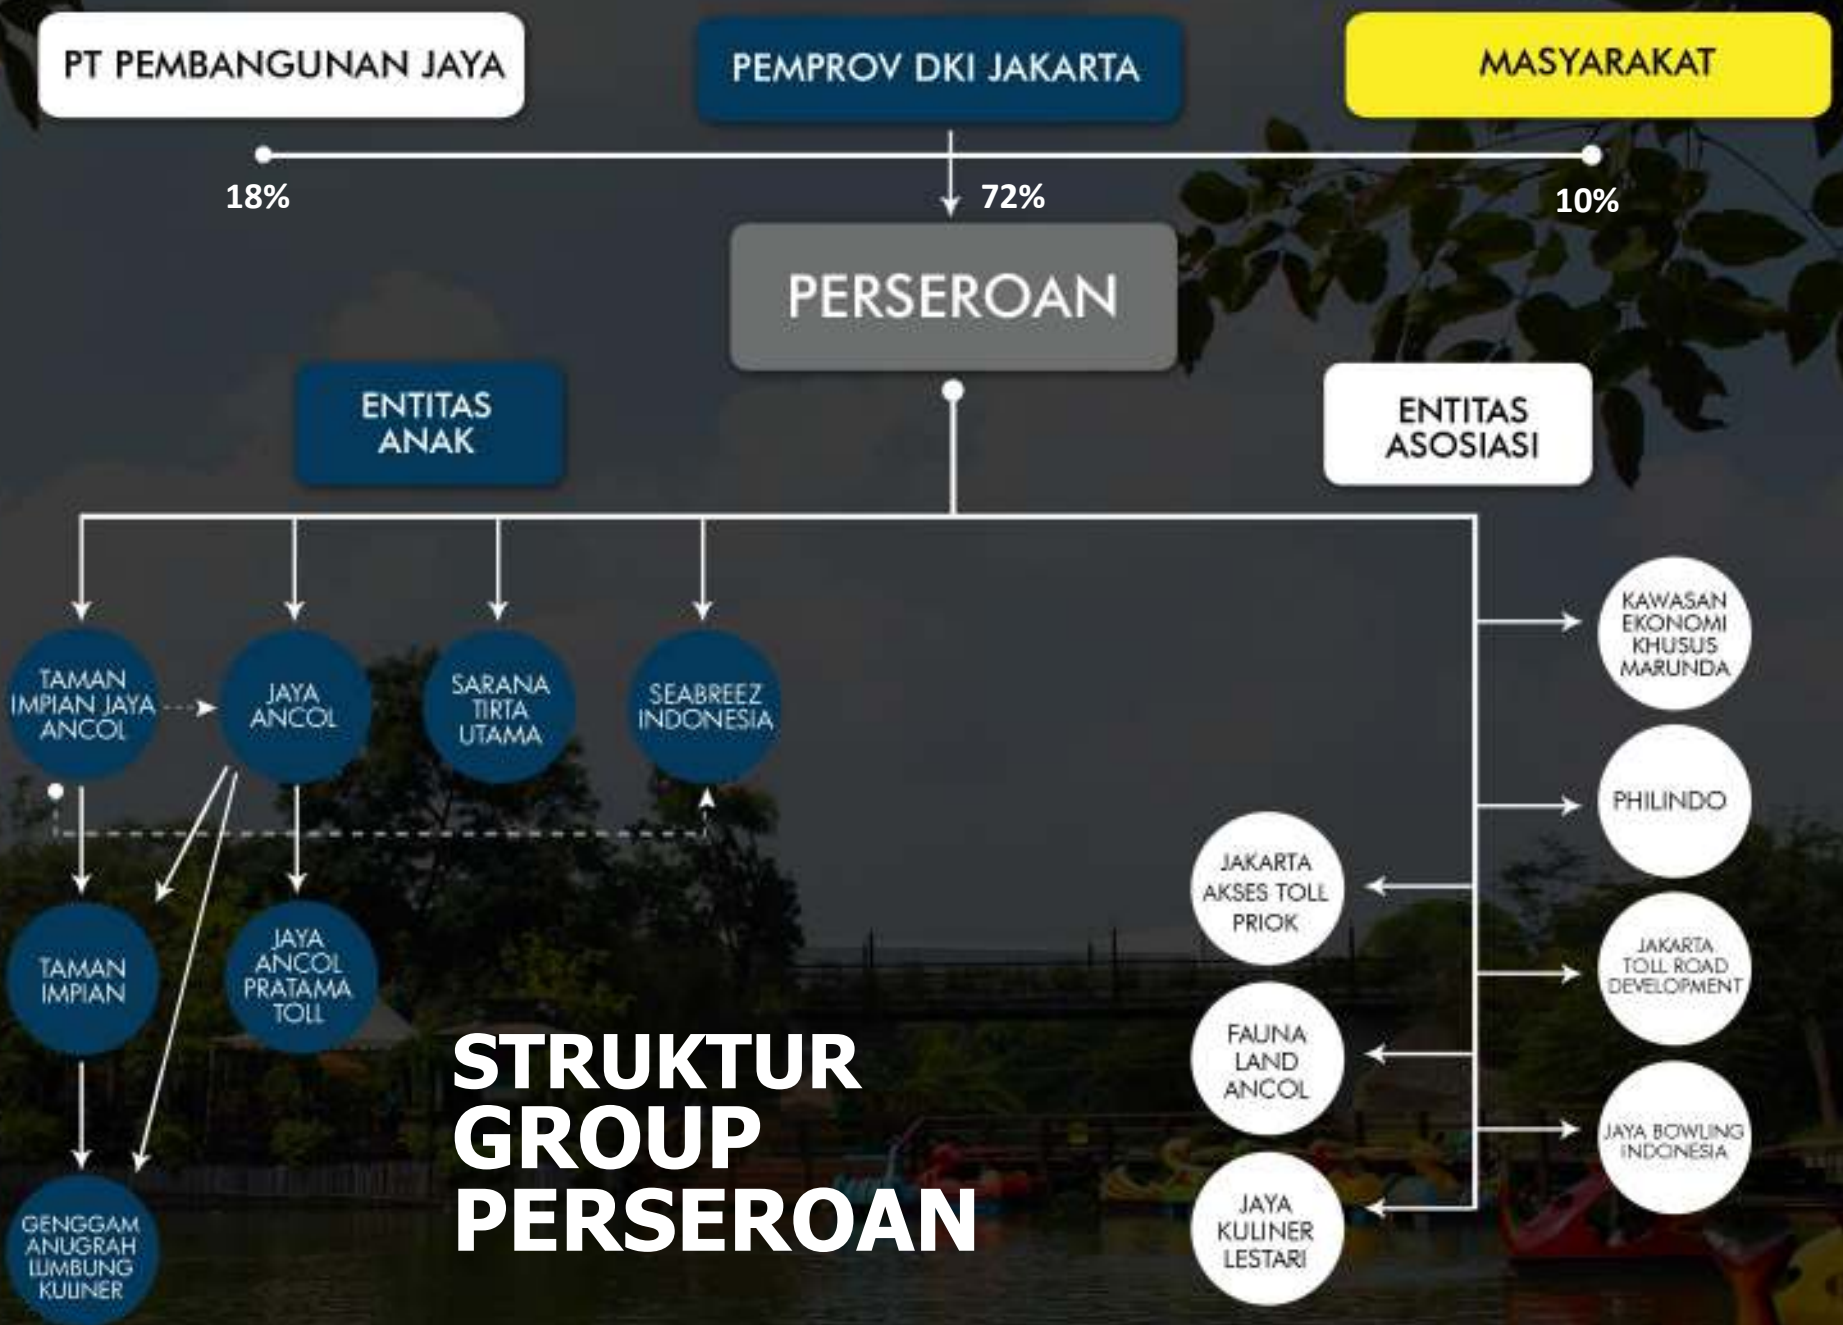 PT PEMBANGUNAN JAYA
PEMPROV DKI JAKARTA
MASYARAKAT
18%
72%
10%
PERSEROAN
ENTITAS
ANAK
ENTITAS
ASOSIASI
TAMAN
IMPIAN JAYA
ANCOL
JAYA
ANCOL
SARANA
TIRTA
UTAMA
SEABREEZ
INDONESIA
KAWASAN
EKONOMI
KHUSUS
MARUNDA
PHILINDO
JAKARTA
AKSES TOLL
PRIOK
JAKARTA
TOLL ROAD
DEVELOPMENT
TAMAN
IMPIAN
JAYA
ANCOL
PRATAMA
TOLL
FAUNA
LAND
ANCOL
JAYA BOWLING
INDONESIA
JAYA
KULINER
LESTARI
GENGGAM
ANUGRAH
LUMBUNG
KULINER
STRUKTUR
GROUP
PERSEROAN